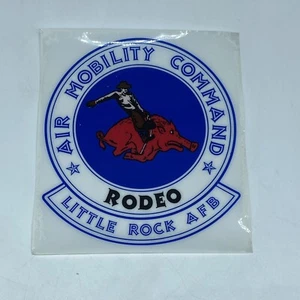 AIR MOBILITY COMMAND
RODEO
LITTLE ROCK AFB